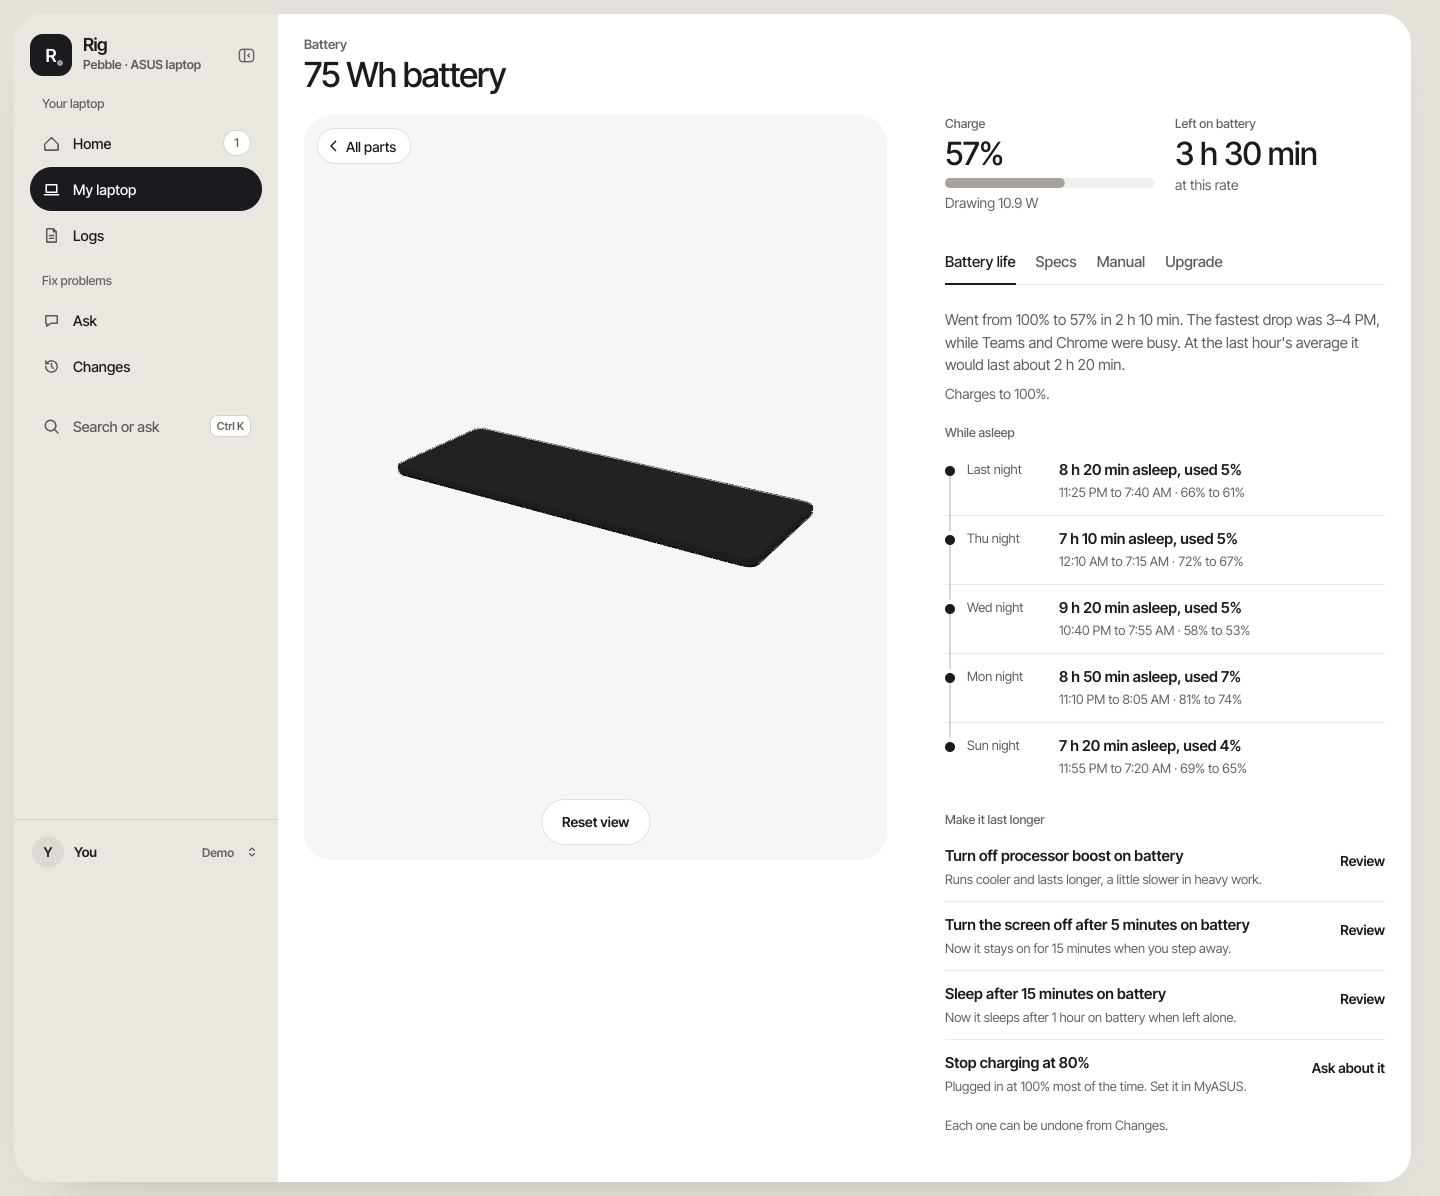 R.
Rig
Pebble · ASUS laptop
Your laptop
Home
1
My laptop
Logs
Fix problems
Ask
Changes
Search or ask
Ctrl K
Y
You
Demo
Battery
75 Wh battery
All parts
Reset view
Charge
57%
Drawing 10.9 W
Left on battery
3 h 30 min
at this rate
Battery life
Specs
Manual
Upgrade
Went from 100% to 57% in 2 h 10 min. The fastest drop was 3–4 PM,
while Teams and Chrome were busy. At the last hour's average it
would last about 2 h 20 min.
Charges to 100%.
While asleep
Last night
8 h 20 min asleep, used 5%
11:25 PM to 7:40 AM · 66% to 61%
Thu night
7 h 10 min asleep, used 5%
12:10 AM to 7:15 AM · 72% to 67%
Wed night
9 h 20 min asleep, used 5%
10:40 PM to 7:55 AM · 58% to 53%
Mon night
8 h 50 min asleep, used 7%
11:10 PM to 8:05 AM · 81% to 74%
Sun night
7 h 20 min asleep, used 4%
11:55 PM to 7:20 AM · 69% to 65%
Make it last longer
Turn off processor boost on battery
Runs cooler and lasts longer, a little slower in heavy work.
Review
Turn the screen off after 5 minutes on battery
Now it stays on for 15 minutes when you step away.
Review
Sleep after 15 minutes on battery
Now it sleeps after 1 hour on battery when left alone.
Review
Stop charging at 80%
Plugged in at 100% most of the time. Set it in MyASUS.
Ask about it
Each one can be undone from Changes.